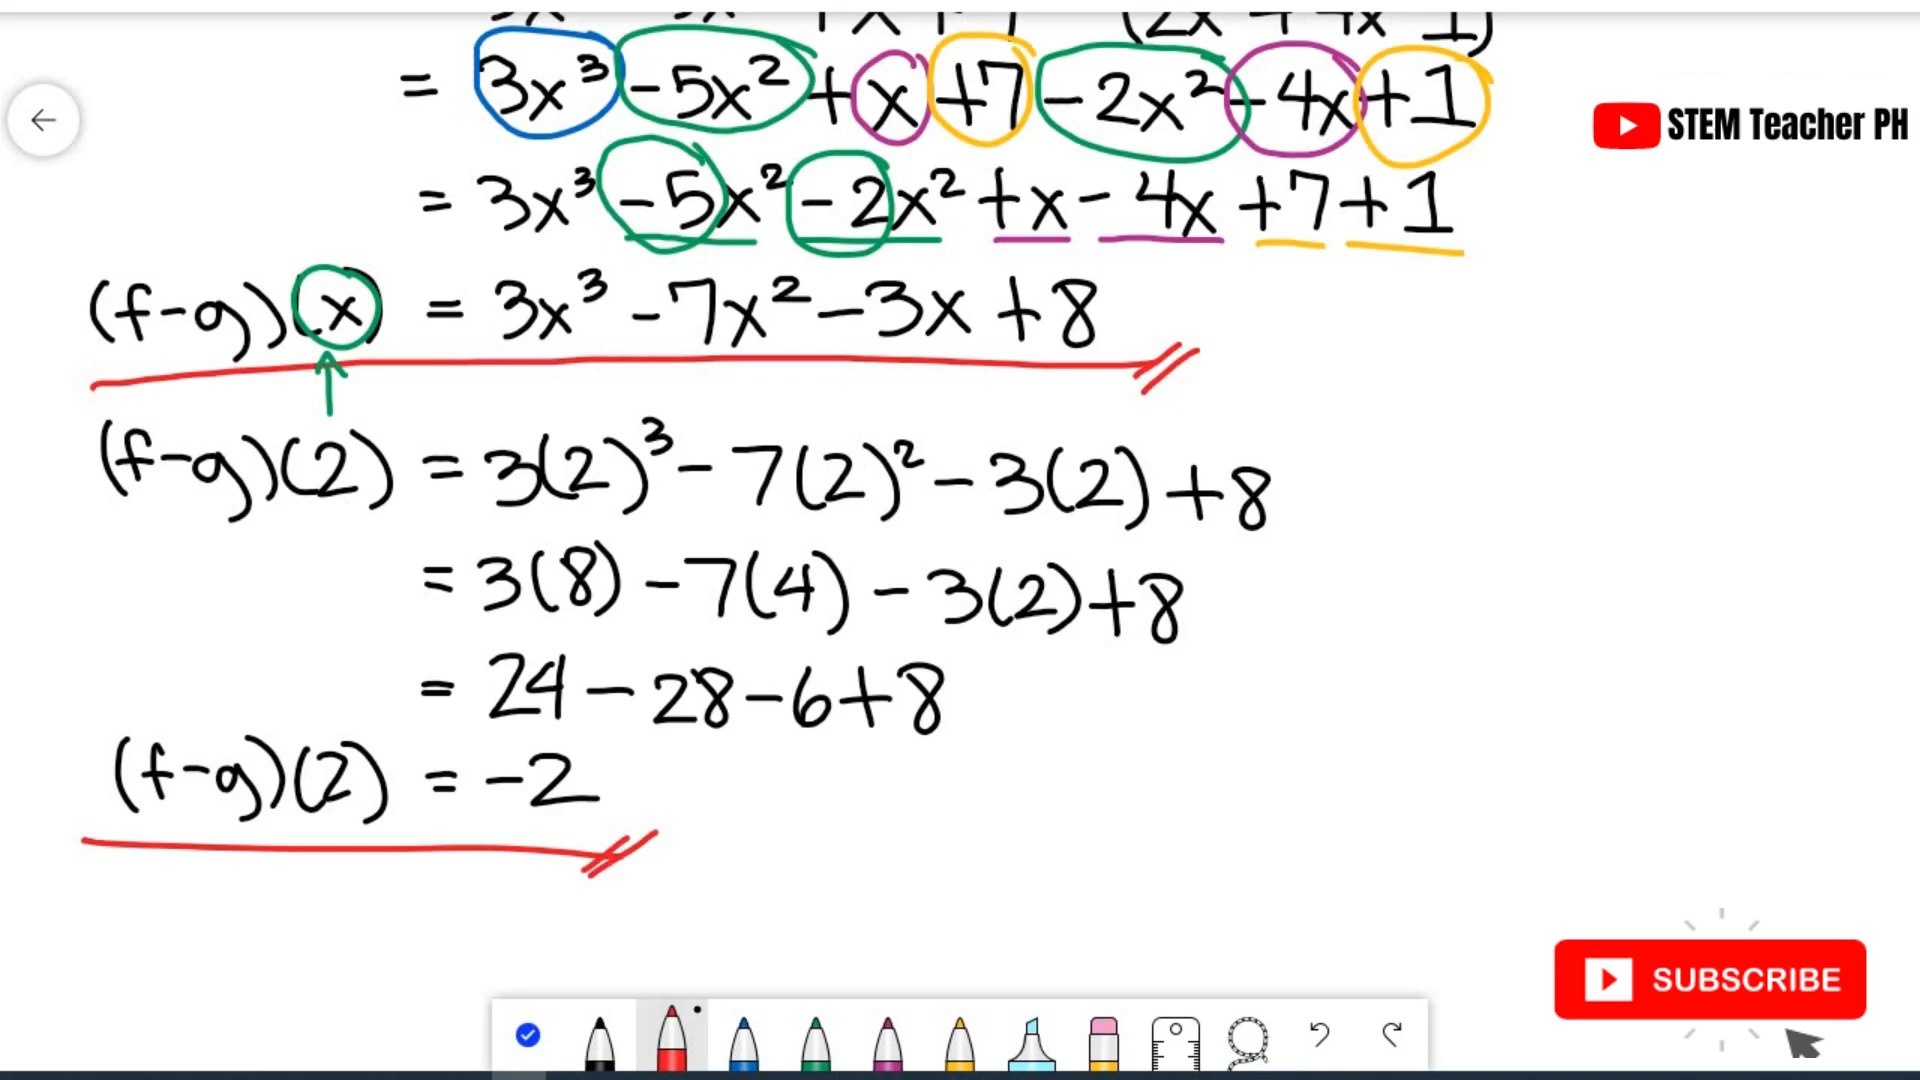 = 3x³ -5x² + x +7 -2x² -4x +1
STEM Teacher PH
= 3x³ -5x² -2x² +x - 4x +7 +1
(f-g)(x) = 3x³ -7x² -3x +8
(f-g)(2) = 3(2)³ - 7(2)² - 3(2) +8
= 3(8) -7(4) - 3(2) +8
= 24 - 28 -6 +8
(f-g)(2) = -2
SUBSCRIBE